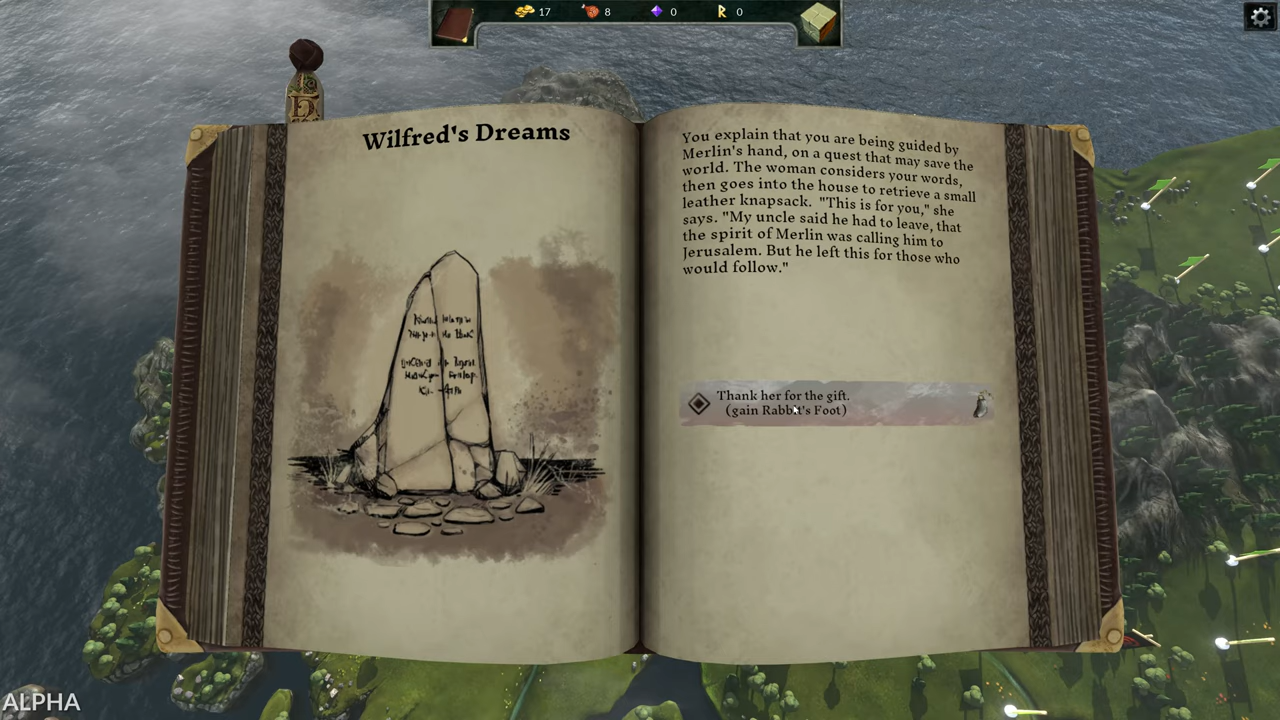 17 8 0 0
Wilfred's Dreams
You explain that you are being guided by
Merlin's hand, on a quest that may save the
world. The woman considers your words,
then goes into the house to retrieve a small
leather knapsack. "This is for you," she
says. "My uncle said he had to leave, that
the spirit of Merlin was calling him to
Jerusalem. But he left this for those who
would follow."
Thank her for the gift.
(gain Rabbit's Foot)
ALPHA